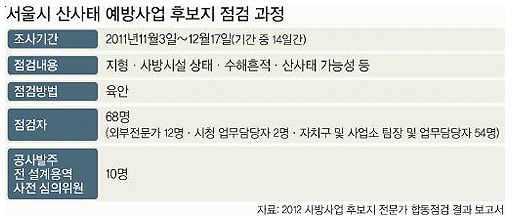 서울시 산사태 예방사업 후보지 점검 과정
조사기간
2011년11월3일~12월17일(기간 중 14일간)
점검내용
지형·사방시설 상태·수해흔적·산사태 가능성 등
점검방법
육안
점검자
68명
(외부전문가 12명·시청 업무담당자 2명·자치구 및 사업소 팀장 및 업무담당자 54명)
공사발주
전 설계용역
사전 심의위원
10명
자료: 2012 사방사업 후보지 전문가 합동점검 결과 보고서